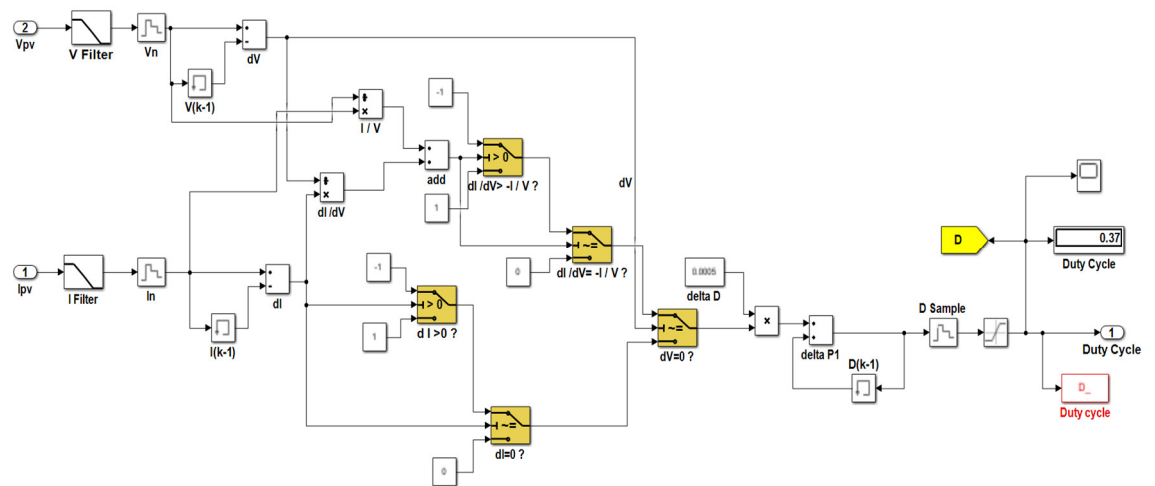 2
Vpv
V Filter
Vn
dV
V(k-1)
-1
I / V
add
> 0
dI /dV> -I / V ?
dI /dV
1
dV
~=
dI /dV= -I / V ?
0
1
Ipv
I Filter
In
dI
I(k-1)
-1
> 0
d I >0 ?
1
~=
dI=0 ?
0
0.0005
delta D
~=
dV=0 ?
×
delta P1
D(k-1)
D Sample
D
0.37
Duty Cycle
1
Duty Cycle
D_
Duty cycle